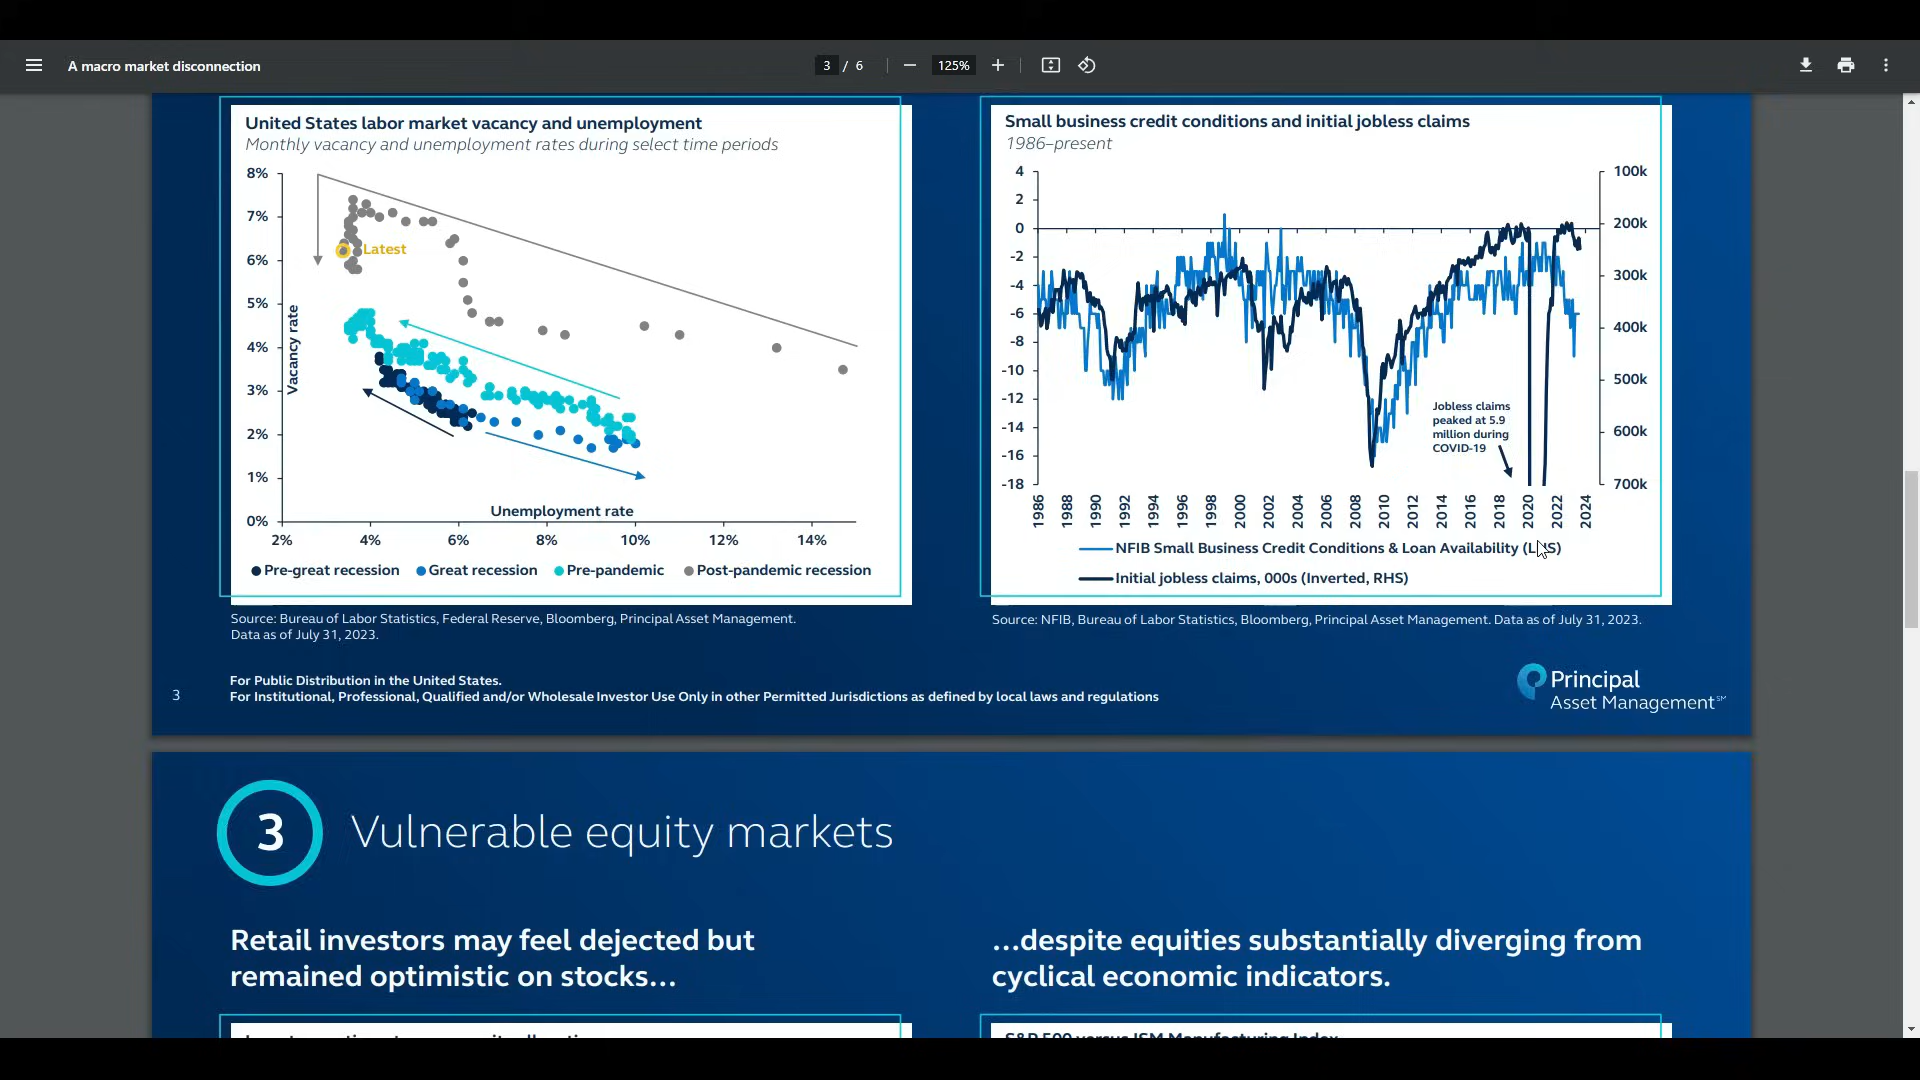 A macro market disconnection
3 / 6
125%
United States labor market vacancy and unemployment
Monthly vacancy and unemployment rates during select time periods
8%
7%
6%
5%
4%
3%
2%
1%
0%
Vacancy rate
Latest
Unemployment rate
2% 4% 6% 8% 10% 12% 14%
Pre-great recession Great recession Pre-pandemic Post-pandemic recession
Source: Bureau of Labor Statistics, Federal Reserve, Bloomberg, Principal Asset Management.
Data as of July 31, 2023.
Small business credit conditions and initial jobless claims
1986–present
4
2
0
-2
-4
-6
-8
-10
-12
-14
-16
-18
100k
200k
300k
400k
500k
600k
700k
Jobless claims
peaked at 5.9
million during
COVID-19
1986 1988 1990 1992 1994 1996 1998 2000 2002 2004 2006 2008 2010 2012 2014 2016 2018 2020 2022 2024
NFIB Small Business Credit Conditions & Loan Availability (LHS)
Initial jobless claims, 000s (Inverted, RHS)
Source: NFIB, Bureau of Labor Statistics, Bloomberg, Principal Asset Management. Data as of July 31, 2023.
3
For Public Distribution in the United States.
For Institutional, Professional, Qualified and/or Wholesale Investor Use Only in other Permitted Jurisdictions as defined by local laws and regulations
Principal
Asset Management℠
3
Vulnerable equity markets
Retail investors may feel dejected but
remained optimistic on stocks…
…despite equities substantially diverging from
cyclical economic indicators.
S&P 500 versus ISM Manufacturing Index